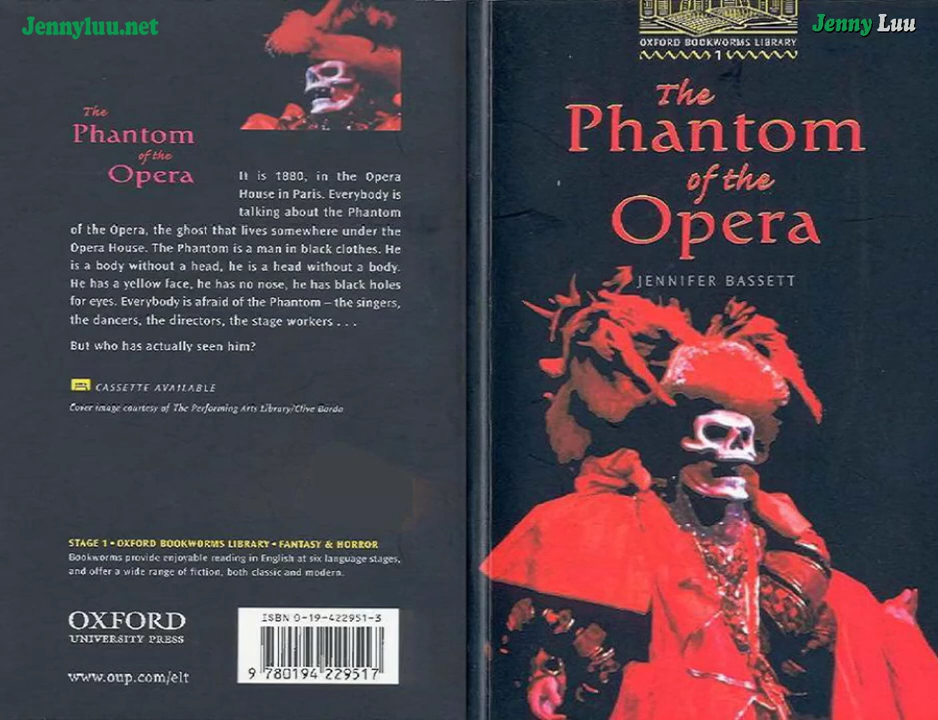 Jennyluu.net
The
Phantom
of the
Opera
It is 1880, in the Opera
House in Paris. Everybody is
talking about the Phantom
of the Opera, the ghost that lives somewhere under the
Opera House. The Phantom is a man in black clothes. He
is a body without a head, he is a head without a body.
He has a yellow face, he has no nose, he has black holes
for eyes. Everybody is afraid of the Phantom – the singers,
the dancers, the directors, the stage workers . . .
But who has actually seen him?
CASSETTE AVAILABLE
Cover image courtesy of The Performing Arts Library/Clive Barda
STAGE 1 • OXFORD BOOKWORMS LIBRARY • FANTASY & HORROR
Bookworms provide enjoyable reading in English at six language stages,
and offer a wide range of fiction, both classic and modern.
OXFORD
UNIVERSITY PRESS
www.oup.com/elt
ISBN 0-19-422951-3
9 780194 229517
Jenny Luu
OXFORD BOOKWORMS LIBRARY
1
The
Phantom
of the
Opera
JENNIFER BASSETT